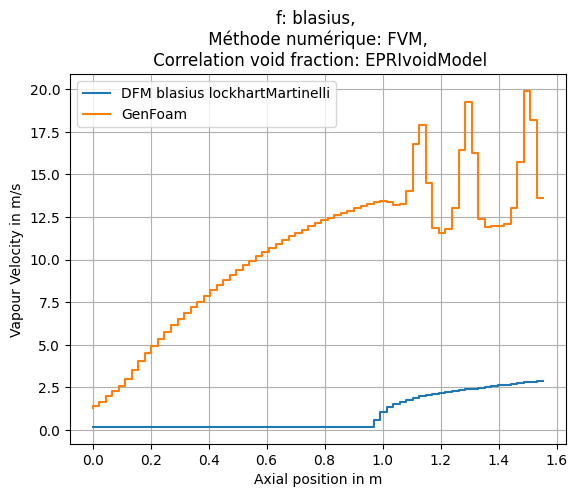 f: blasius,
Méthode numérique: FVM,
Correlation void fraction: EPRIvoidModel
DFM blasius lockhartMartinelli
GenFoam
Vapour Velocity in m/s
20.0
17.5
15.0
12.5
10.0
7.5
5.0
2.5
0.0
0.0 0.2 0.4 0.6 0.8 1.0 1.2 1.4 1.6
Axial position in m